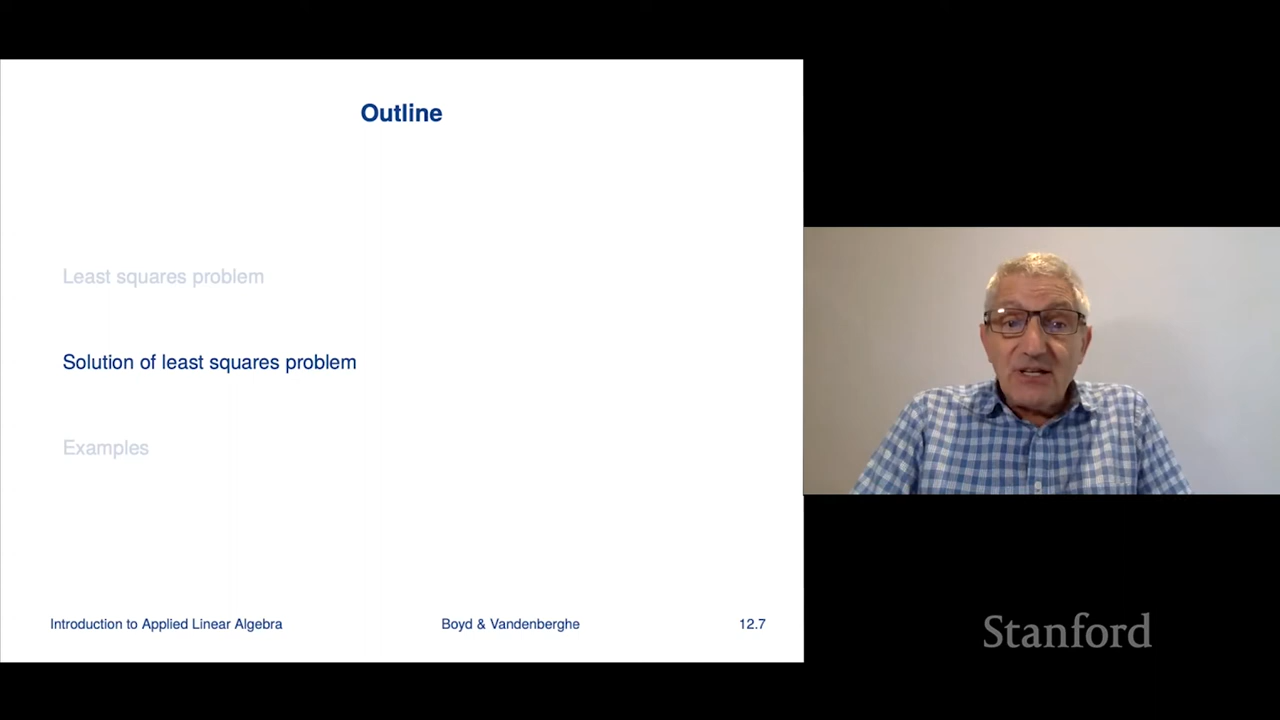 Outline
Least squares problem
Solution of least squares problem
Examples
Introduction to Applied Linear Algebra
Boyd & Vandenberghe
12.7
Stanford